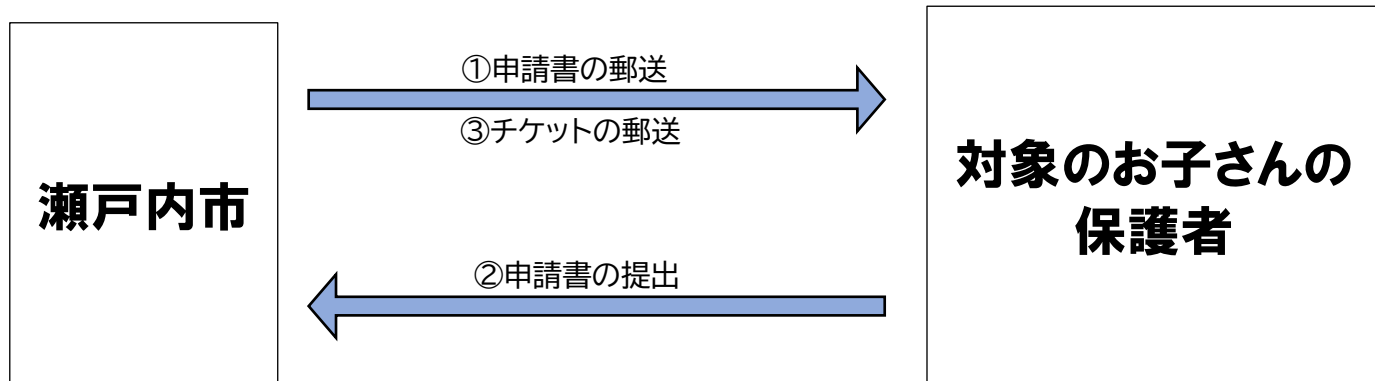 瀬戸内市
①申請書の郵送
③チケットの郵送
②申請書の提出
対象のお子さんの
保護者